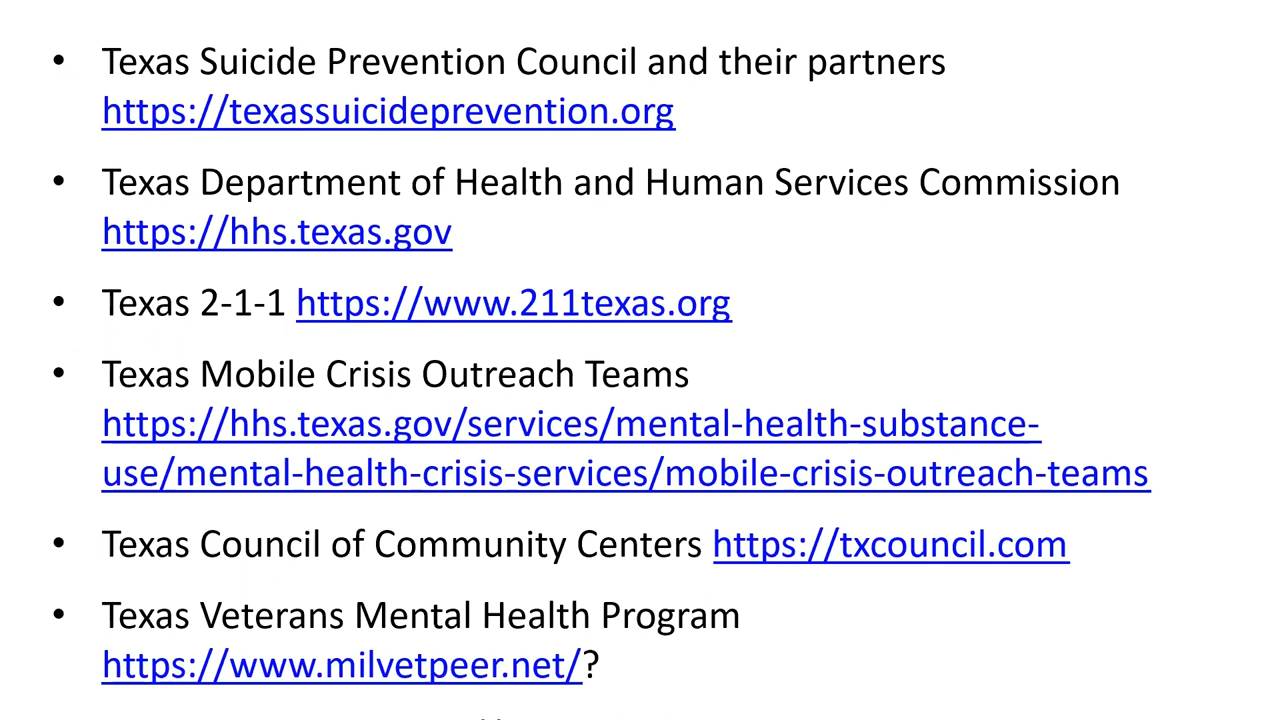 • Texas Suicide Prevention Council and their partners
https://texassuicideprevention.org
• Texas Department of Health and Human Services Commission
https://hhs.texas.gov
• Texas 2-1-1 https://www.211texas.org
• Texas Mobile Crisis Outreach Teams
https://hhs.texas.gov/services/mental-health-substance-
use/mental-health-crisis-services/mobile-crisis-outreach-teams
• Texas Council of Community Centers https://txcouncil.com
• Texas Veterans Mental Health Program
https://www.milvetpeer.net/?